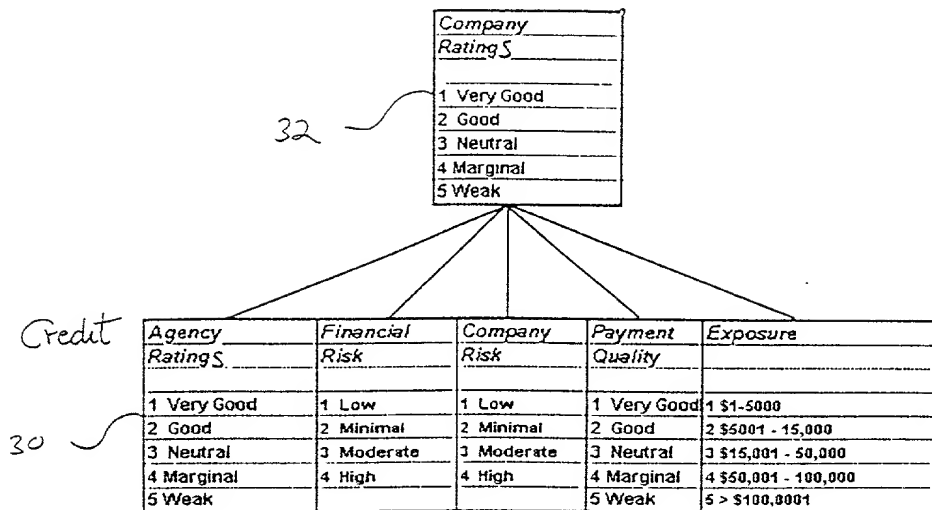 Company
Ratings
1 Very Good
2 Good
3 Neutral
4 Marginal
5 Weak
32
Credit
Agency Financial Company Payment Exposure
Ratings Risk Risk Quality
1 Very Good 1 Low 1 Low 1 Very Good 1 $1-5000
2 Good 2 Minimal 2 Minimal 2 Good 2 $5001 - 15,000
3 Neutral 3 Moderate 3 Moderate 3 Neutral 3 $15,001 - 50,000
4 Marginal 4 High 4 High 4 Marginal 4 $50,001 - 100,000
5 Weak 5 Weak 5 > $100,0001
30